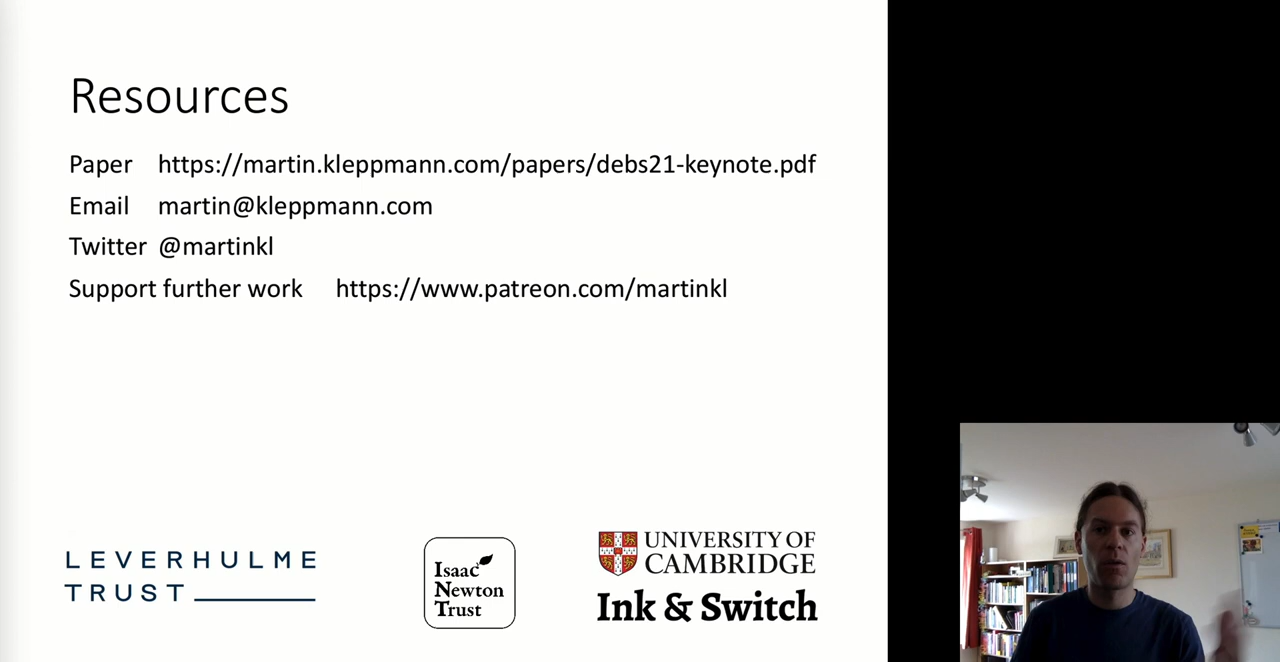 Resources
Paper https://martin.kleppmann.com/papers/debs21-keynote.pdf
Email martin@kleppmann.com
Twitter @martinkl
Support further work https://www.patreon.com/martinkl
LEVERHULME
TRUST
Isaac
Newton
Trust
UNIVERSITY OF
CAMBRIDGE
Ink & Switch